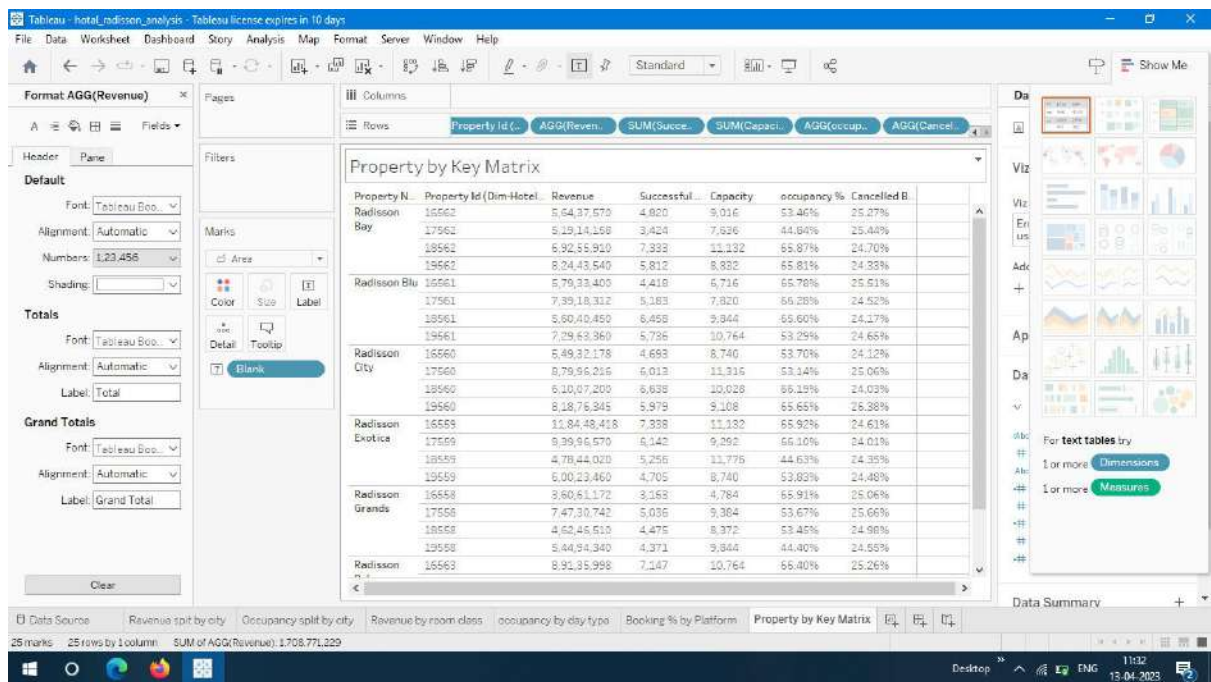 Tableau - hotal_radisson_analysis - Tableau license expires in 10 days
File Data Worksheet Dashboard Story Analysis Map Format Server Window Help
Standard
Show Me
Format AGG(Revenue)
Fields
Header Pane
Default
Font: Tableau Boo..
Alignment: Automatic
Numbers: 1,23,456
Shading:
Totals
Font: Tableau Boo..
Alignment: Automatic
Label: Total
Grand Totals
Font: Tableau Boo..
Alignment: Automatic
Label: Grand Total
Clear
Pages
Filters
Marks
Area
Color Size Label
Detail Tooltip
Blank
Columns
Rows Property Id (.. AGG(Reven.. SUM(Succe.. SUM(Capaci.. AGG(occup.. AGG(Cancel..
Property by Key Matrix
Property N.. Property Id (Dim-Hotel.. Revenue Successful .. Capacity occupancy % Cancelled B..
Radisson Bay 16562 5,64,37,570 4,820 9,016 53.46% 25.27%
17562 5,19,14,168 3,424 7,636 44.84% 25.44%
18562 6,92,55,910 7,333 11,132 65.87% 24.70%
19562 8,24,43,540 5,812 8,832 65.81% 24.33%
Radisson Blu 16561 5,79,33,400 4,418 6,716 65.78% 25.51%
17561 7,39,18,312 5,183 7,820 66.28% 24.52%
18561 5,60,40,450 6,458 9,844 65.60% 24.17%
19561 7,29,63,360 5,736 10,764 53.29% 24.65%
Radisson City 16560 5,49,32,178 4,693 8,740 53.70% 24.12%
17560 8,79,96,216 6,013 11,316 53.14% 25.06%
18560 6,10,07,200 6,638 10,028 66.19% 24.03%
19560 8,18,76,345 5,979 9,108 65.65% 26.38%
Radisson Exotica 16559 11,84,48,418 7,338 11,132 65.92% 24.61%
17559 9,39,96,570 6,142 9,292 66.10% 24.01%
18559 4,78,44,020 5,256 11,776 44.63% 24.35%
19559 6,00,23,460 4,705 8,740 53.83% 24.48%
Radisson Grands 16558 3,60,61,172 3,153 4,784 65.91% 25.06%
17558 7,47,30,742 5,036 9,384 53.67% 25.66%
18558 4,62,46,510 4,475 8,372 53.45% 24.98%
19558 5,44,94,340 4,371 9,844 44.40% 24.55%
Radisson 16563 8,91,35,998 7,147 10,764 66.40% 25.26%
Da
Viz
Viz
En
us
Add
Ap
Da
Abc
Abc
For text tables try
1 or more Dimensions
1 or more Measures
Data Summary
Data Source Revenue spit by city Occupancy split by city Revenue by room class occupancy by day type Booking % by Platform Property by Key Matrix
25 marks 25 rows by 1 column SUM of AGG(Revenue): 1,708,771,229
Desktop ENG 11:32
13-04-2023